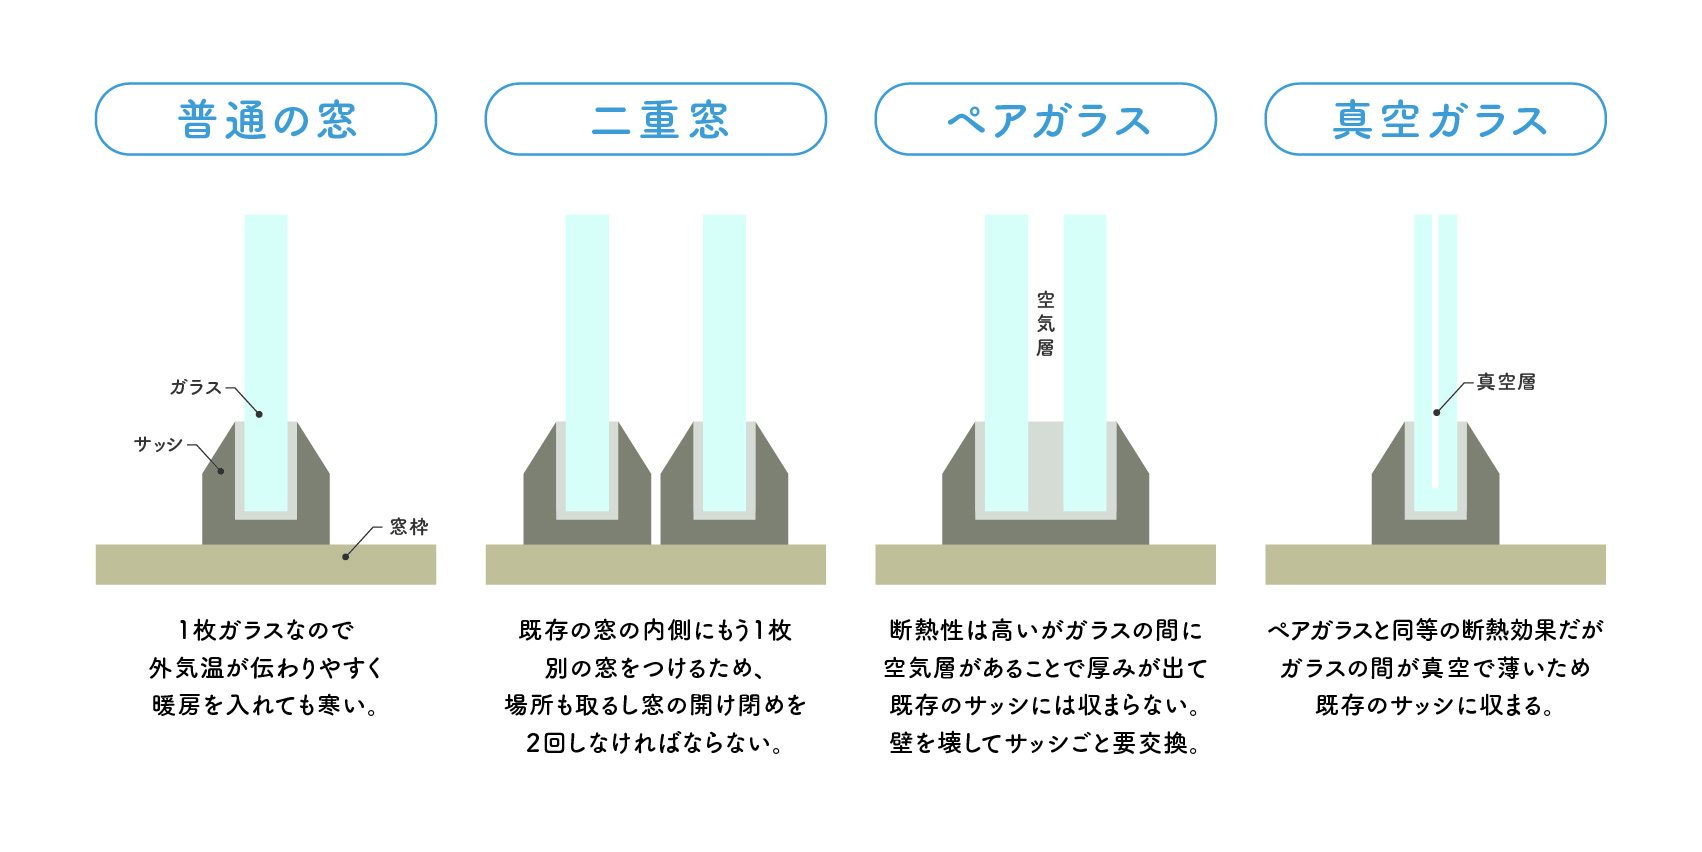 普通の窓
ガラス
サッシ
窓枠
1枚ガラスなので
外気温が伝わりやすく
暖房を入れても寒い。
二重窓
既存の窓の内側にもう1枚
別の窓をつけるため、
場所も取るし窓の開け閉めを
2回しなければならない。
ペアガラス
空気層
断熱性は高いがガラスの間に
空気層があることで厚みが出て
既存のサッシには収まらない。
壁を壊してサッシごと要交換。
真空ガラス
真空層
ペアガラスと同等の断熱効果だが
ガラスの間が真空で薄いため
既存のサッシに収まる。